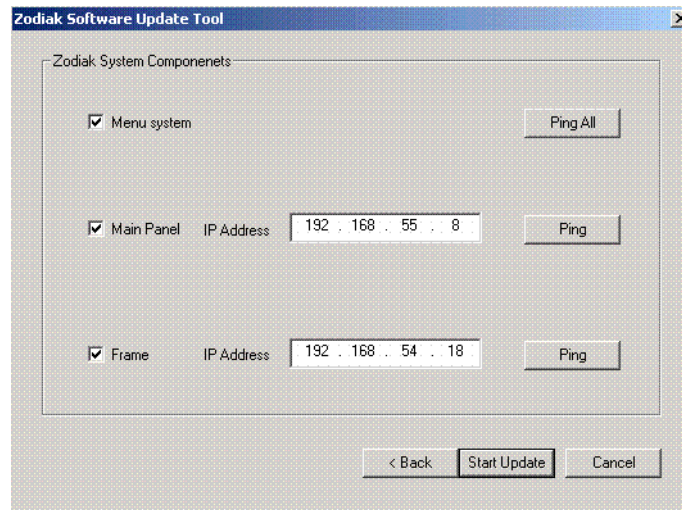 Zodiak Software Update Tool
Zodiak System Componenets
Menu system Ping All
Main Panel IP Address 192 . 168 . 55 . 8 Ping
Frame IP Address 192 . 168 . 54 . 18 Ping
< Back Start Update Cancel